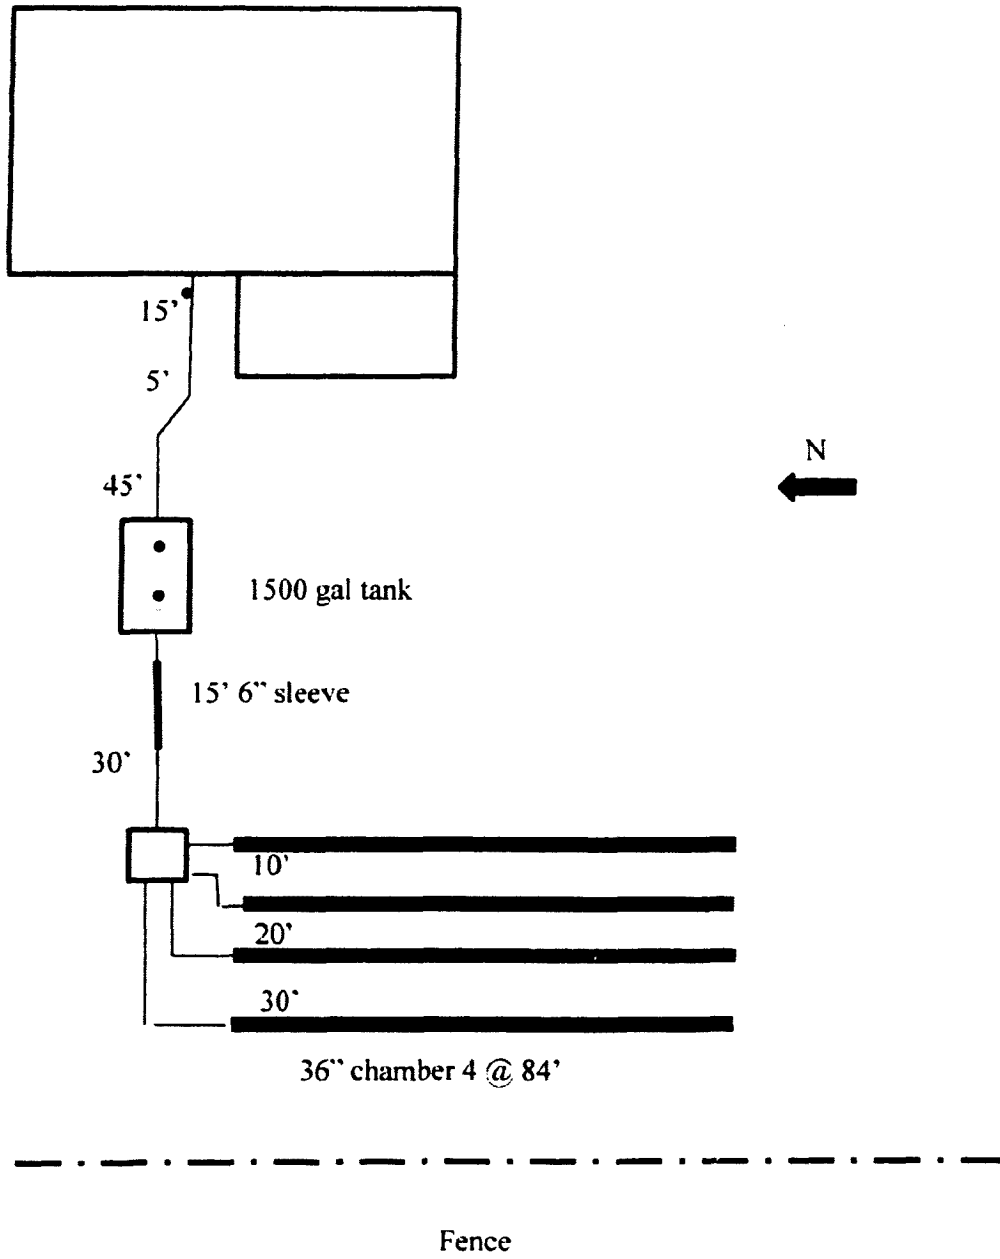 15'
5'
N
45'
1500 gal tank
15' 6" sleeve
30'
10'
20'
30'
36" chamber 4 @ 84'
Fence